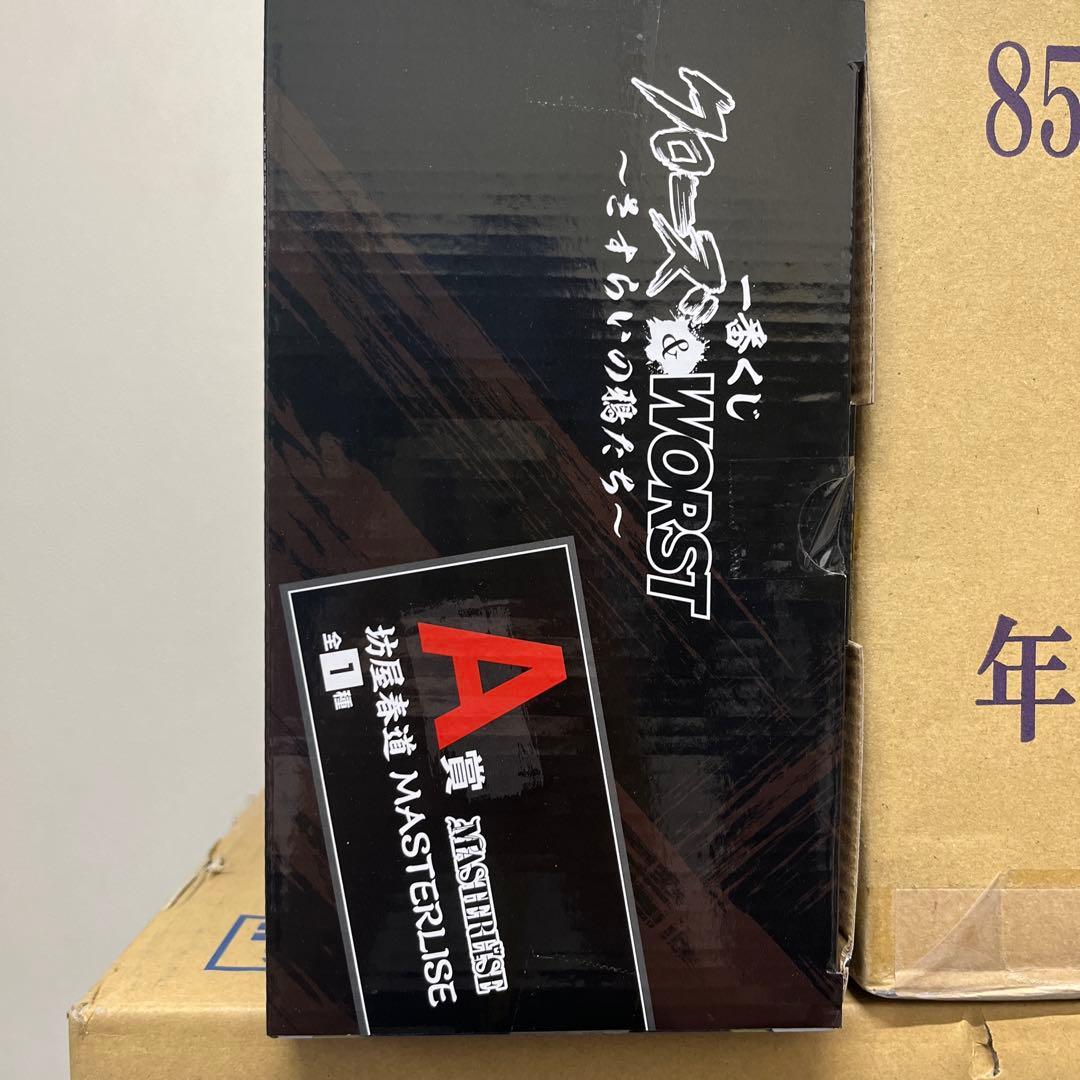 一番くじ
クローズ & WORST
～さすらいの鴉たち～
A賞 MASTERLISE
坊屋春道 MASTERLISE
全1種
85
年